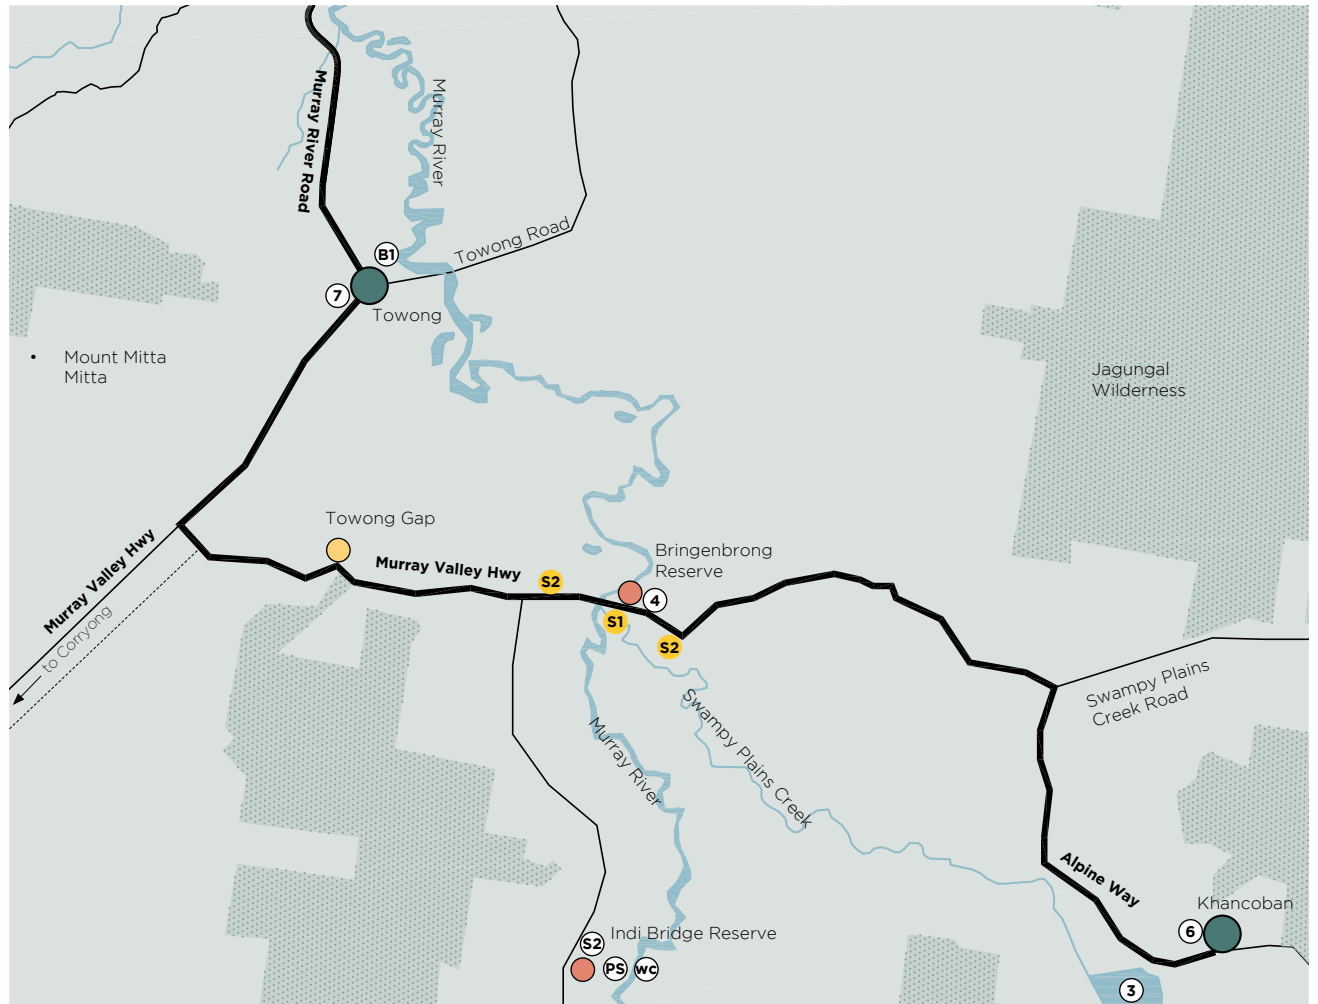 Murray River Road
Murray River
B1
Towong Road
7
Towong
•
Mount Mitta
Mitta
Jagungal
Wilderness
Towong Gap
Murray Valley Hwy
Murray Valley Hwy
to Corryong
S2
Bringenbrong
Reserve
4
S1
S2
Swampy Plains
Creek Road
Swampy Plains Creek
Murray River
Alpine Way
Khancoban
6
Indi Bridge Reserve
S2
PS
wc
3